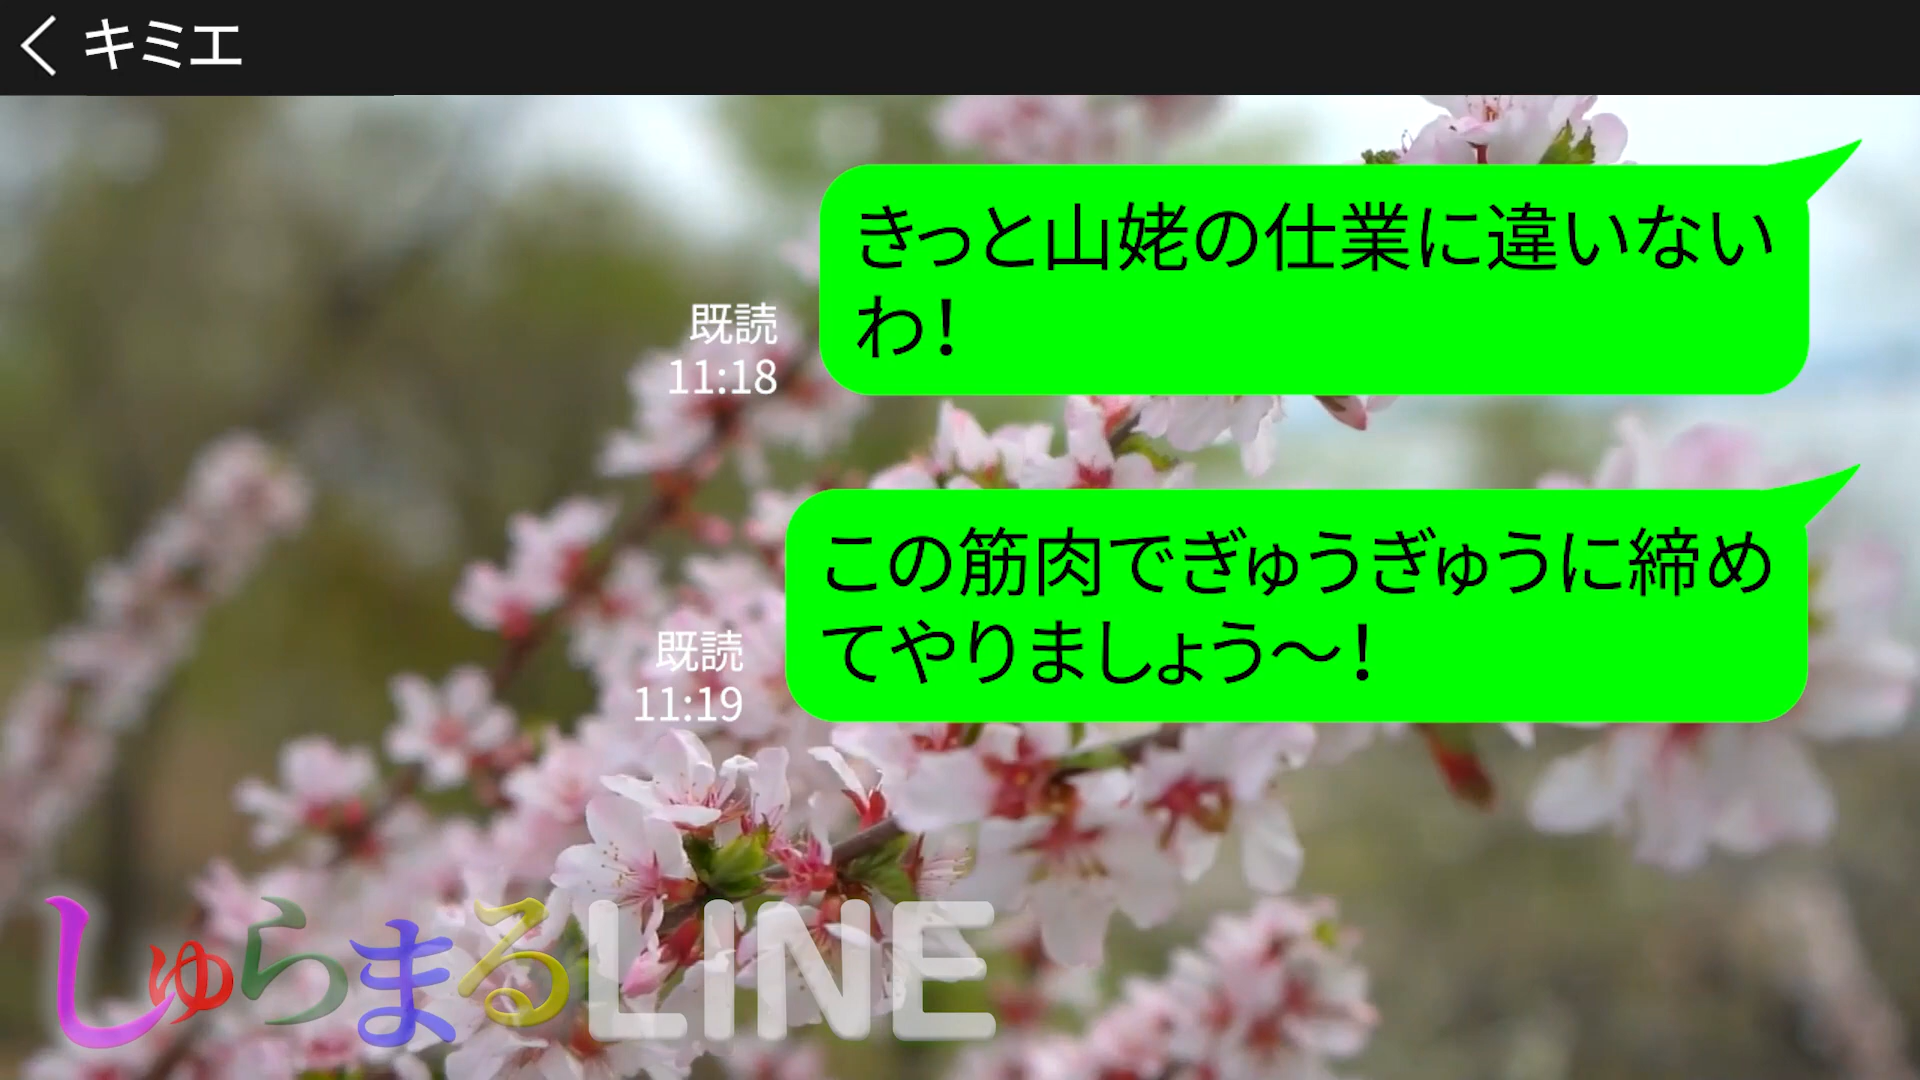 キミエ
きっと山姥の仕業に違いない
わ！
既読
11:18
この筋肉でぎゅうぎゅうに締め
てやりましょう～！
既読
11:19
しゅらまるLINE